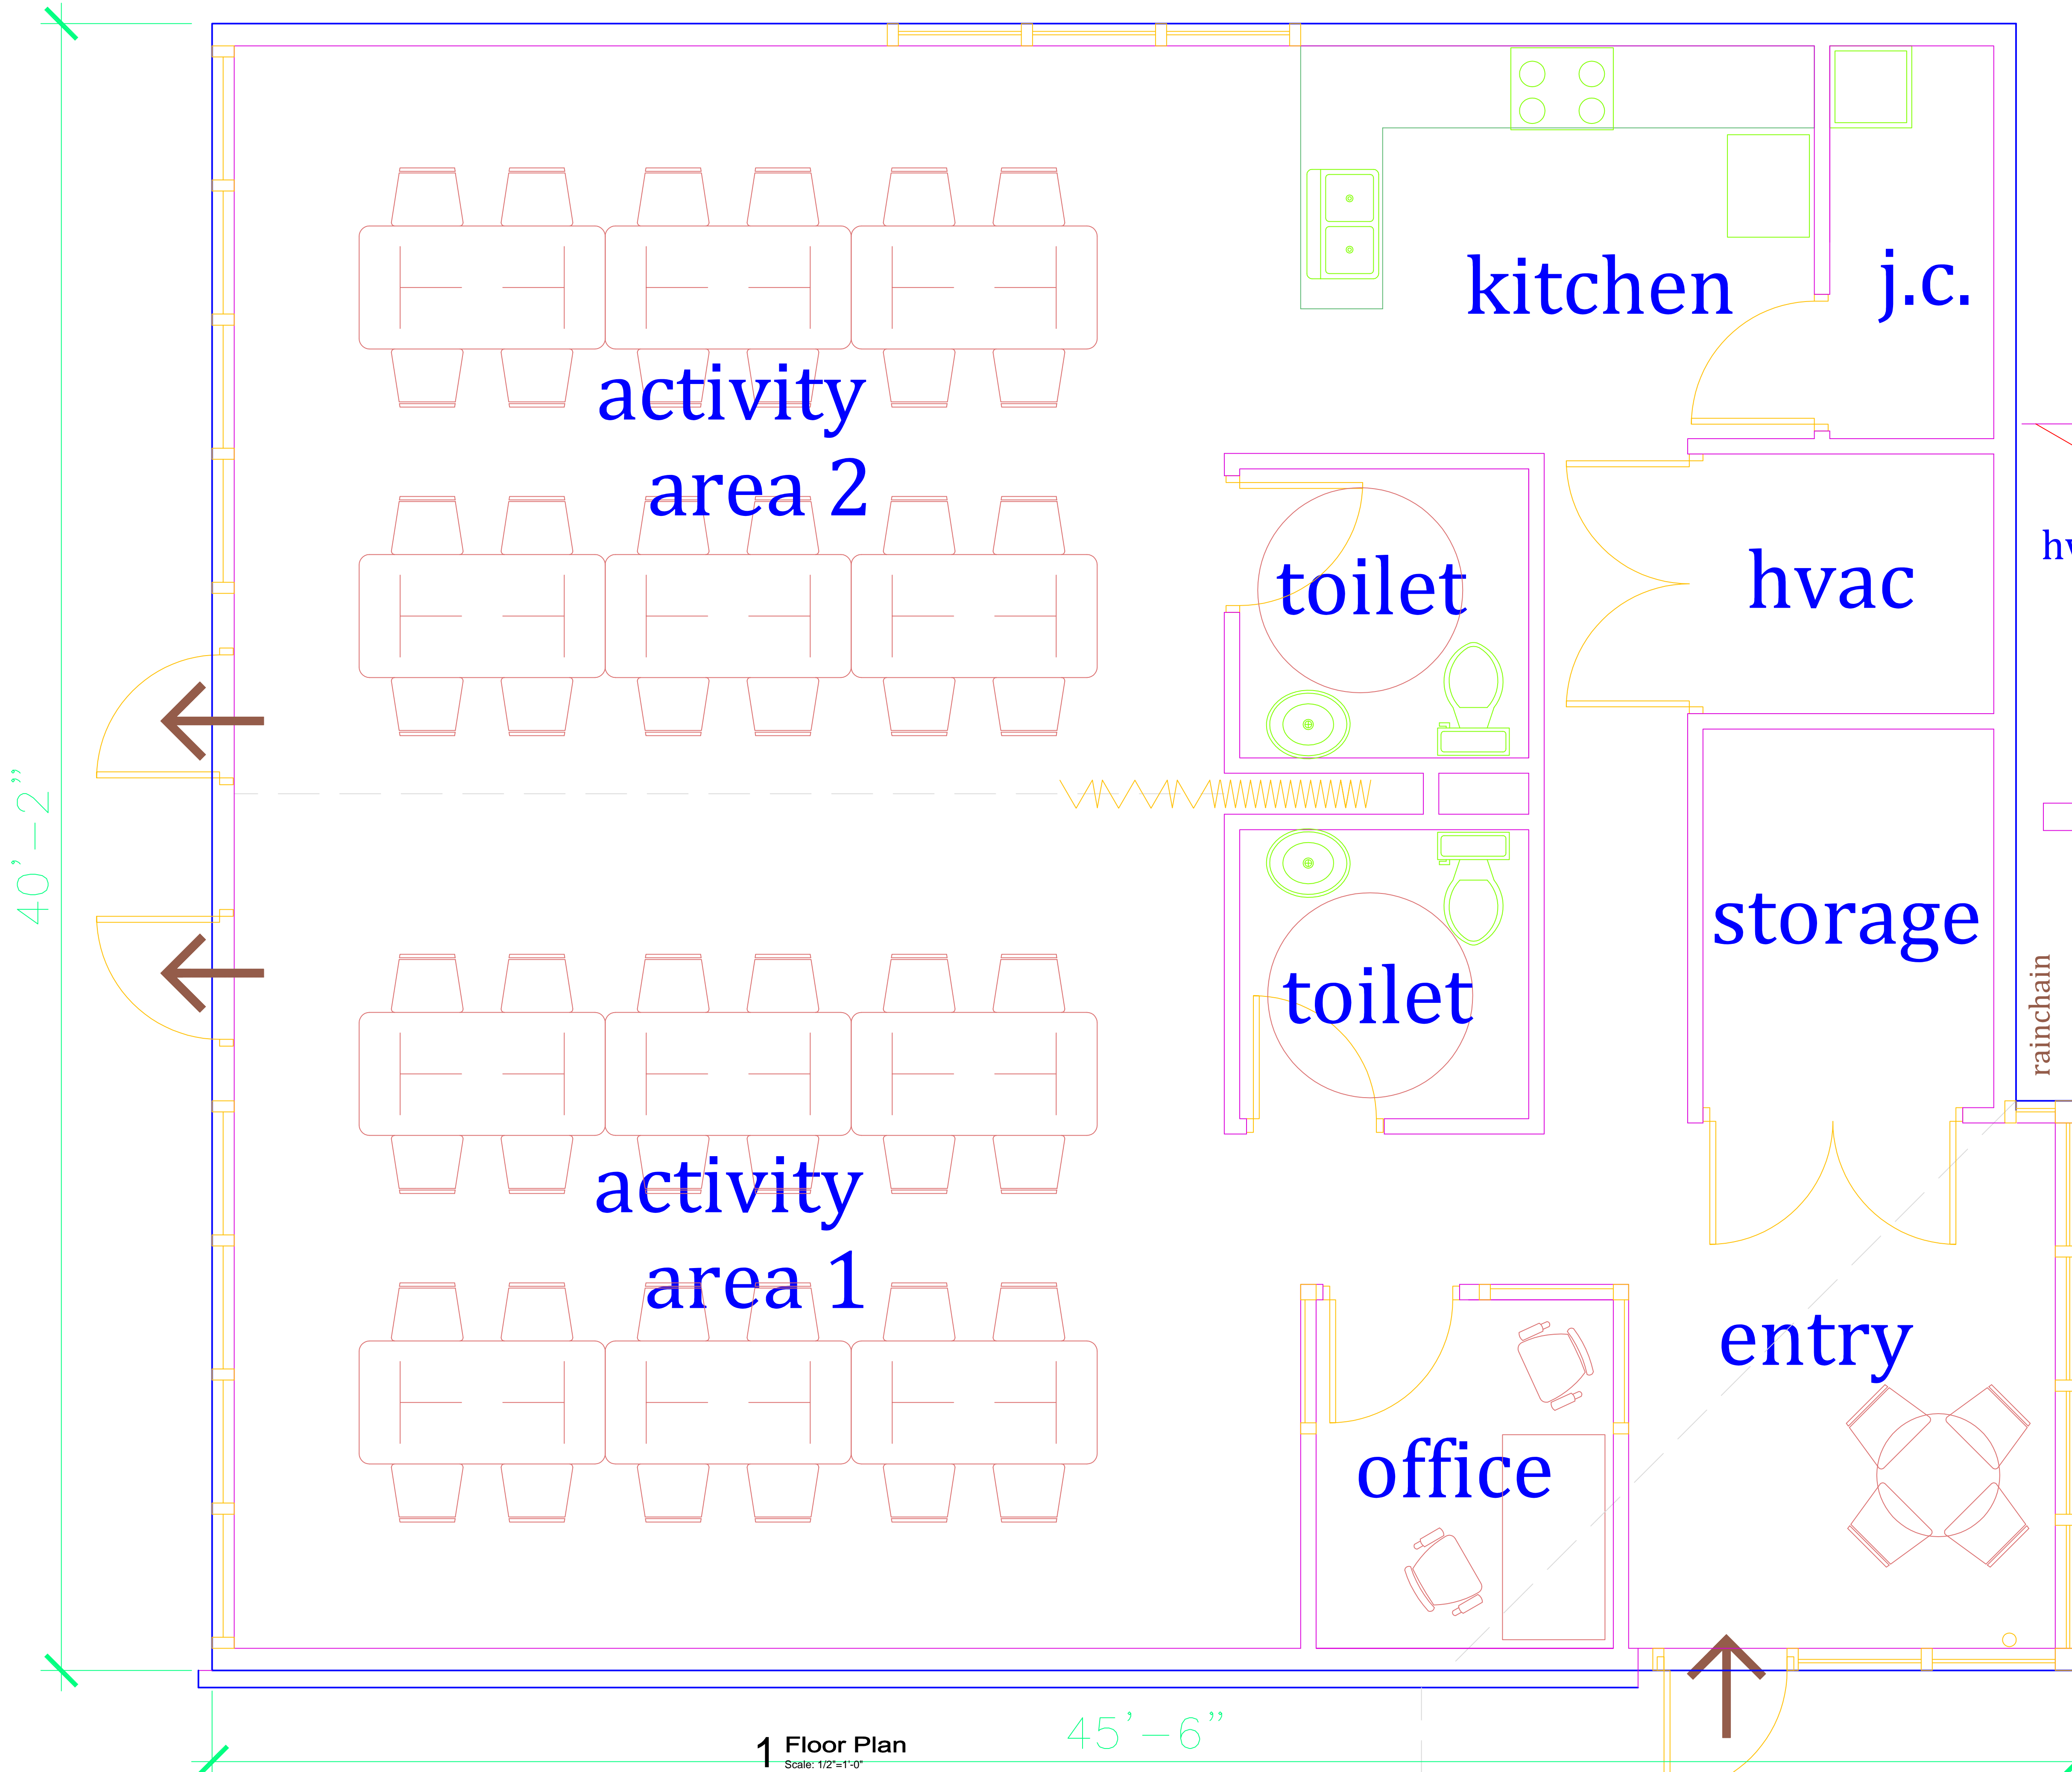 kitchen
j.c.
activity
area 2
toilet
hvac
40'-2"
storage
toilet
rainchain
activity
area 1
entry
office
45'-6"
1 Floor Plan
Scale: 1/2"=1'-0"